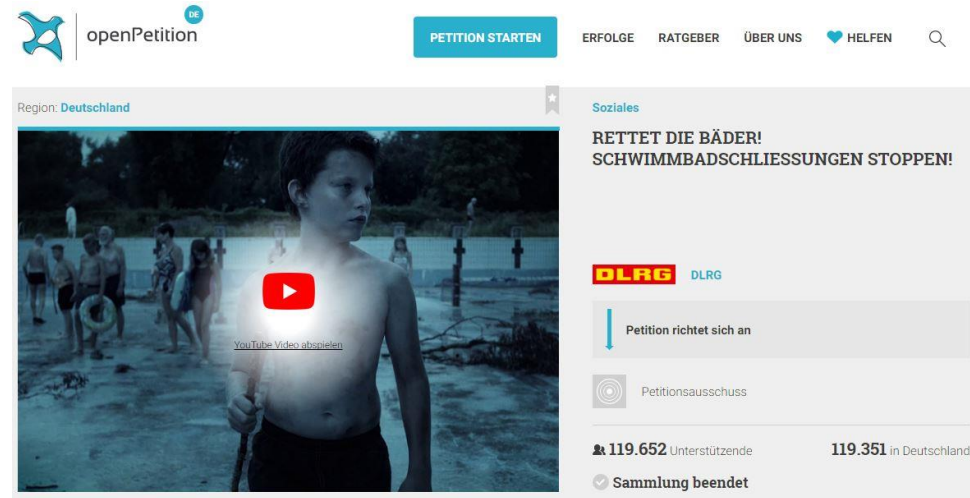 DE
openPetition
PETITION STARTEN
ERFOLGE
RATGEBER
ÜBER UNS
HELFEN
Region: Deutschland
YouTube Video abspielen
Soziales
RETTET DIE BÄDER!
SCHWIMMBADSCHLIESSUNGEN STOPPEN!
DLRG DLRG
Petition richtet sich an
Petitionsausschuss
119.652 Unterstützende
119.351 in Deutschland
Sammlung beendet